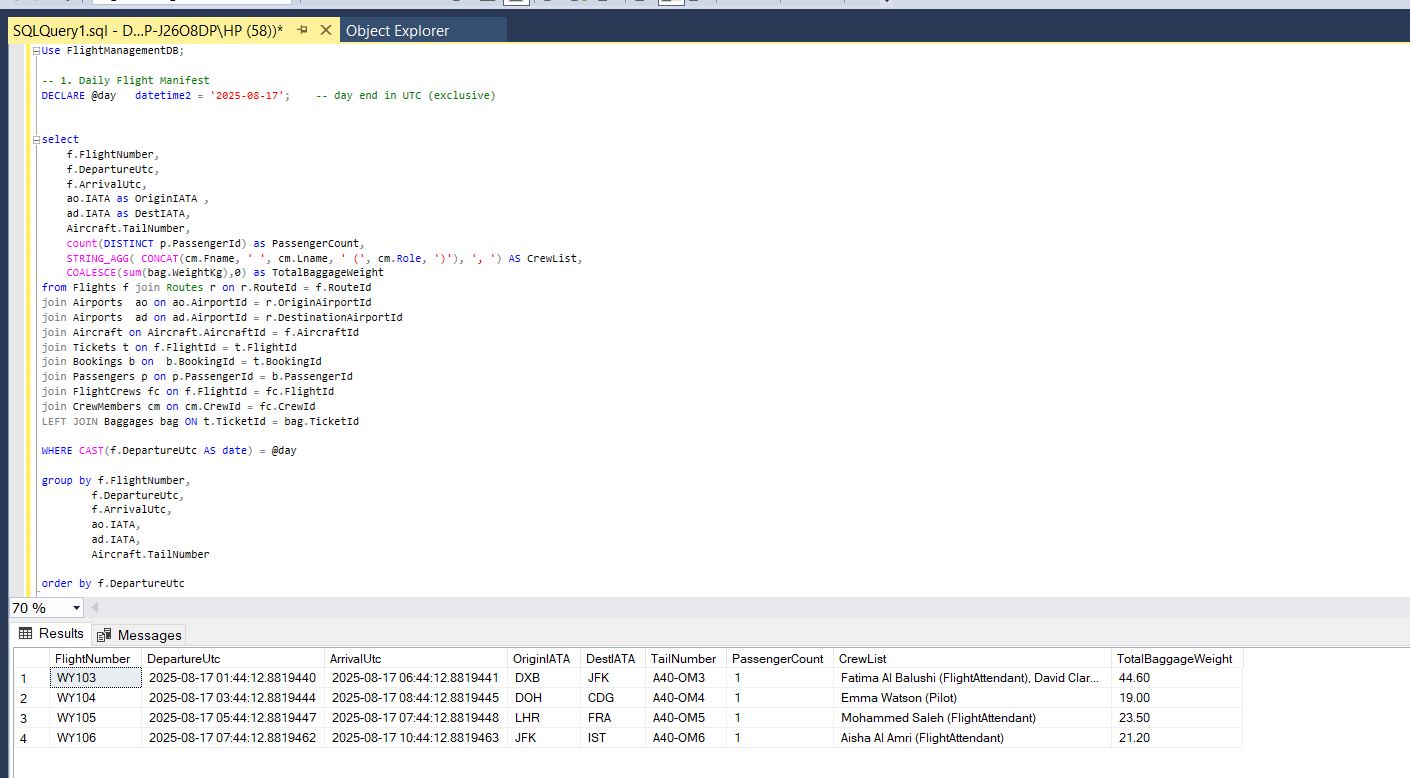 SQLQuery1.sql - D...P-J26O8DP\HP (58))* Object Explorer
Use FlightManagementDB;
-- 1. Daily Flight Manifest
DECLARE @day datetime2 = '2025-08-17'; -- day end in UTC (exclusive)
select
f.FlightNumber,
f.DepartureUtc,
f.ArrivalUtc,
ao.IATA as OriginIATA ,
ad.IATA as DestIATA,
Aircraft.TailNumber,
count(DISTINCT p.PassengerId) as PassengerCount,
STRING_AGG( CONCAT(cm.Fname, ' ', cm.Lname, ' (', cm.Role, ')'), ', ') AS CrewList,
COALESCE(sum(bag.WeightKg),0) as TotalBaggageWeight
from Flights f join Routes r on r.RouteId = f.RouteId
join Airports ao on ao.AirportId = r.OriginAirportId
join Airports ad on ad.AirportId = r.DestinationAirportId
join Aircraft on Aircraft.AircraftId = f.AircraftId
join Tickets t on f.FlightId = t.FlightId
join Bookings b on b.BookingId = t.BookingId
join Passengers p on p.PassengerId = b.PassengerId
join FlightCrews fc on f.FlightId = fc.FlightId
join CrewMembers cm on cm.CrewId = fc.CrewId
LEFT JOIN Baggages bag ON t.TicketId = bag.TicketId
WHERE CAST(f.DepartureUtc AS date) = @day
group by f.FlightNumber,
f.DepartureUtc,
f.ArrivalUtc,
ao.IATA,
ad.IATA,
Aircraft.TailNumber
order by f.DepartureUtc
70 %
Results Messages
FlightNumber DepartureUtc ArrivalUtc OriginIATA DestIATA TailNumber PassengerCount CrewList TotalBaggageWeight
1 WY103 2025-08-17 01:44:12.8819440 2025-08-17 06:44:12.8819441 DXB JFK A40-OM3 1 Fatima Al Balushi (FlightAttendant), David Clar... 44.60
2 WY104 2025-08-17 03:44:12.8819444 2025-08-17 08:44:12.8819445 DOH CDG A40-OM4 1 Emma Watson (Pilot) 19.00
3 WY105 2025-08-17 05:44:12.8819447 2025-08-17 07:44:12.8819448 LHR FRA A40-OM5 1 Mohammed Saleh (FlightAttendant) 23.50
4 WY106 2025-08-17 07:44:12.8819462 2025-08-17 10:44:12.8819463 JFK IST A40-OM6 1 Aisha Al Amri (FlightAttendant) 21.20